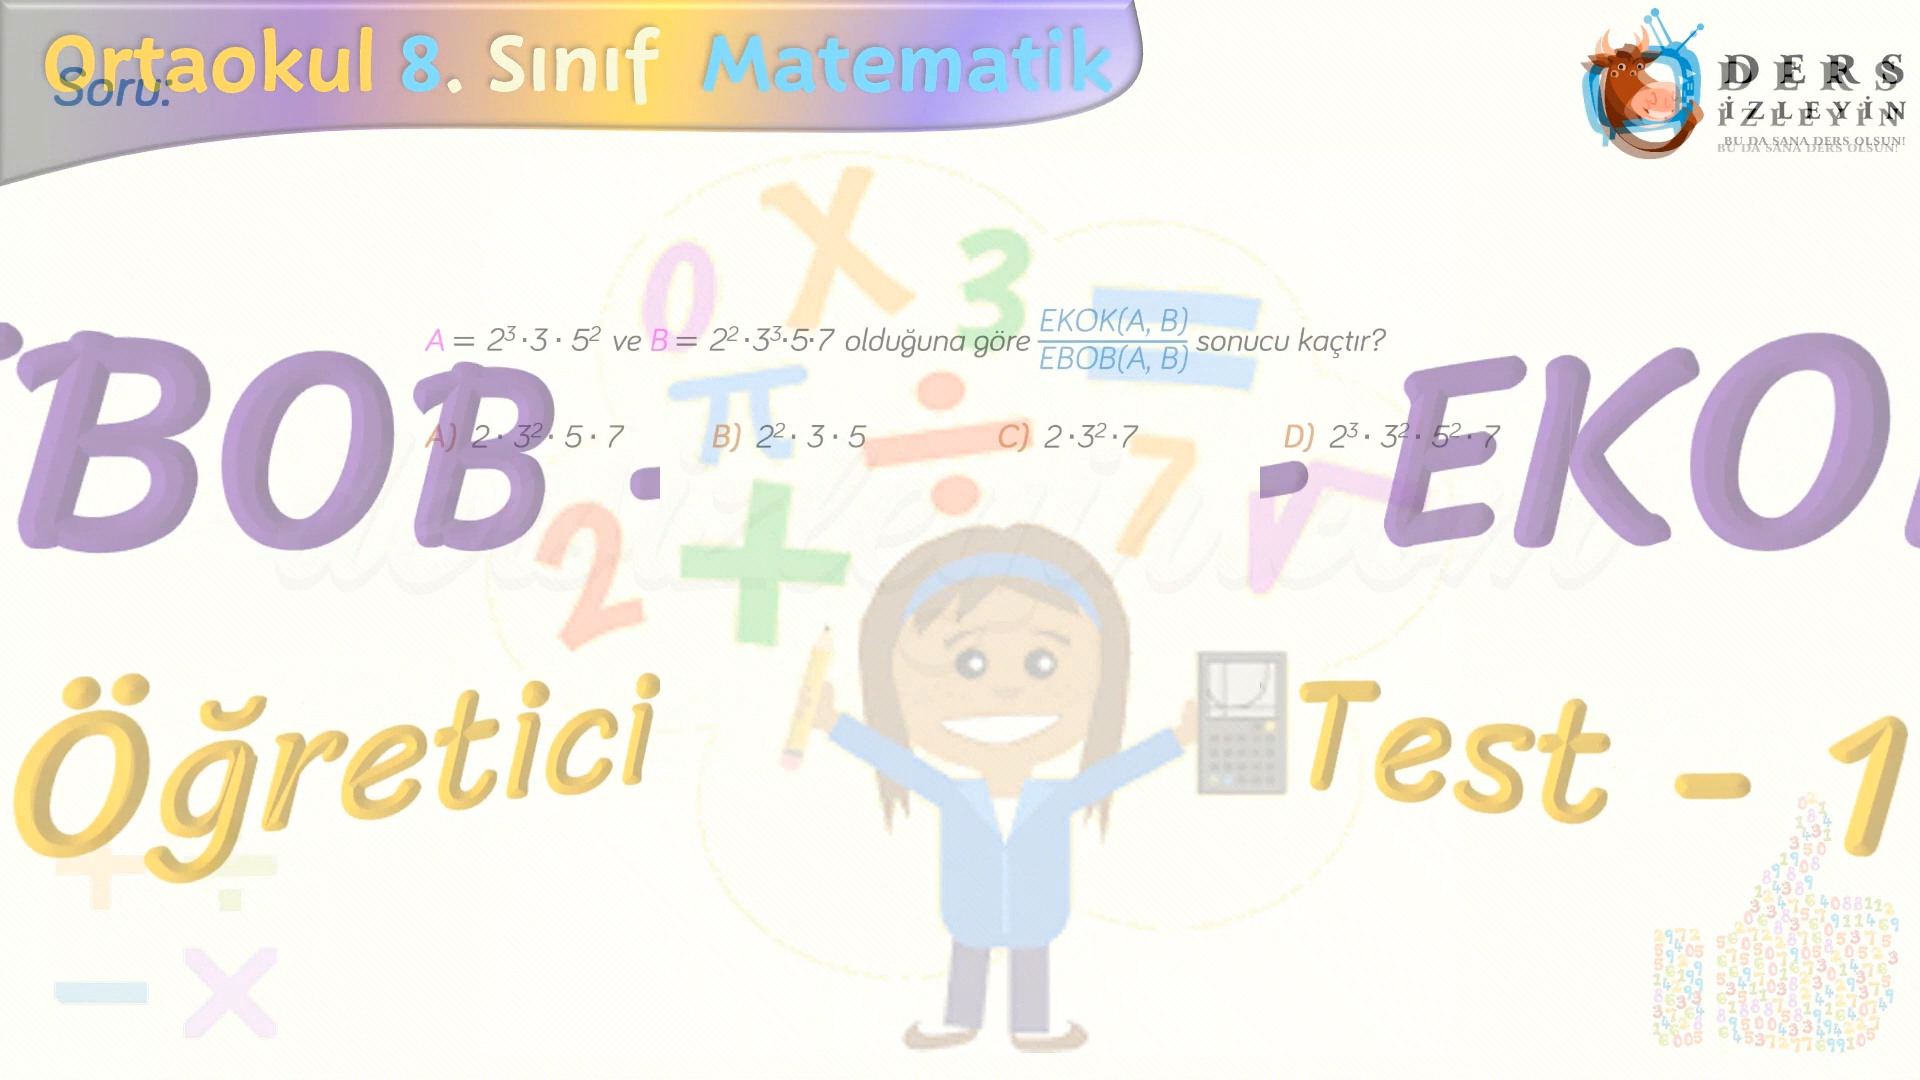 Ortaokul 8. Sınıf Matematik
Soru:
DERS
İZLEYİN
BU DA SANA DERS OLSUN!
A = 2³·3 · 5² ve B = 2²·3³·5·7 olduğuna göre EKOK(A, B) / EBOB(A, B) sonucu kaçtır?
A) 2 · 3² · 5 · 7 B) 2² · 3 · 5 C) 2·3²·7 D) 2³ · 3² · 5² · 7
BOB - EKO
dersizleyin.com
Öğretici Test - 1